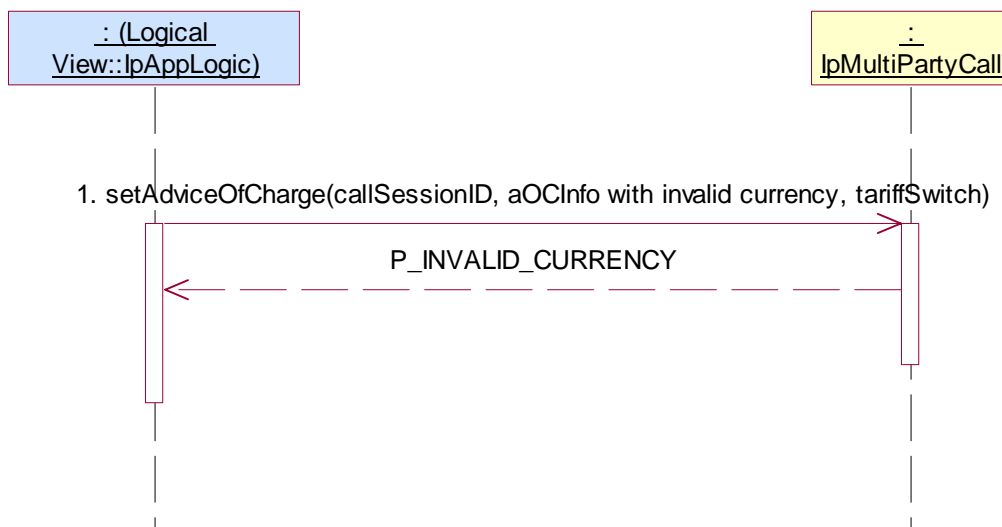 : (Logical
View::IpAppLogic)
:
IpMultiPartyCall
1. setAdviceOfCharge(callSessionID, aOCInfo with invalid currency, tariffSwitch)
P_INVALID_CURRENCY